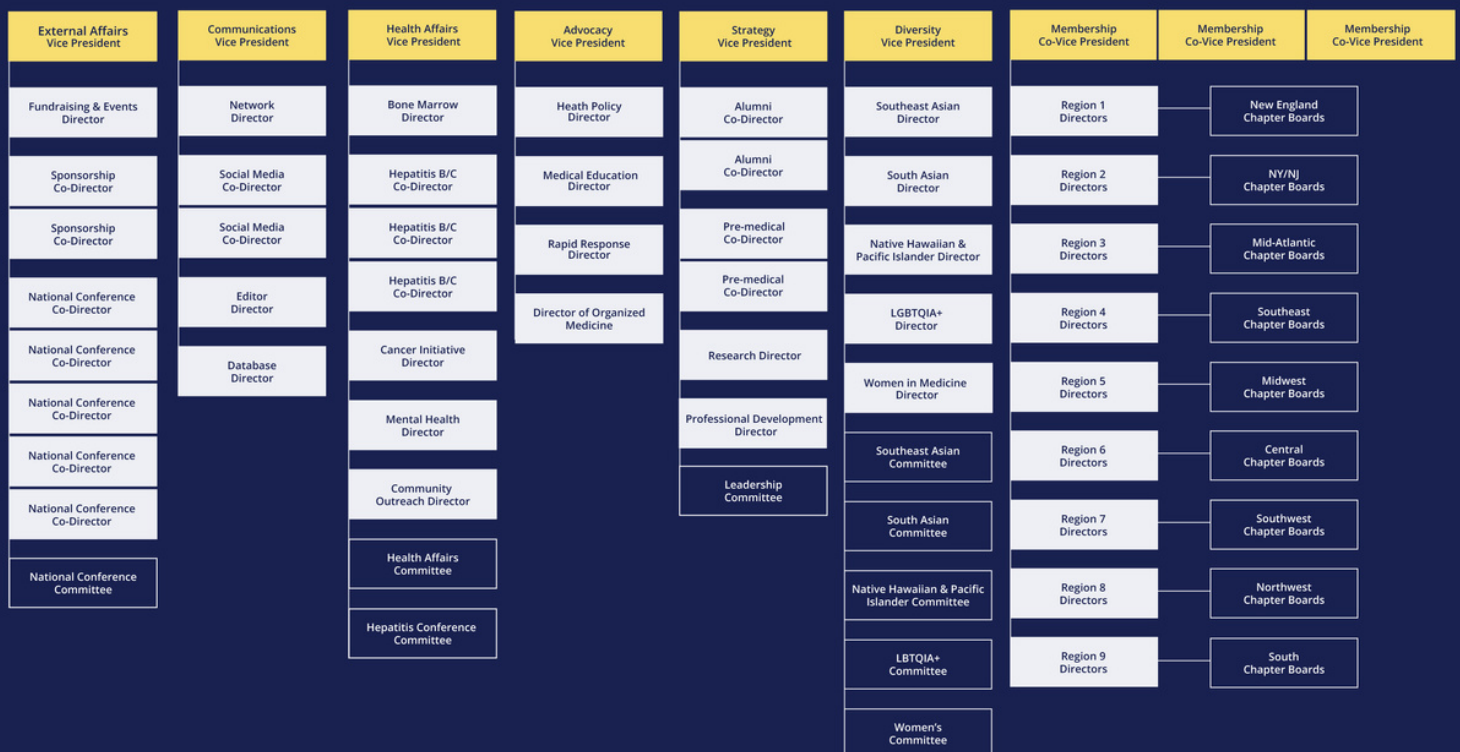 External Affairs
Vice President
Fundraising & Events
Director
Sponsorship
Co-Director
Sponsorship
Co-Director
National Conference
Co-Director
National Conference
Co-Director
National Conference
Co-Director
National Conference
Co-Director
National Conference
Co-Director
National Conference
Committee
Communications
Vice President
Network
Director
Social Media
Co-Director
Social Media
Co-Director
Editor
Director
Database
Director
Health Affairs
Vice President
Bone Marrow
Director
Hepatitis B/C
Co-Director
Hepatitis B/C
Co-Director
Hepatitis B/C
Co-Director
Cancer Initiative
Director
Mental Health
Director
Community
Outreach Director
Health Affairs
Committee
Hepatitis Conference
Committee
Advocacy
Vice President
Heath Policy
Director
Medical Education
Director
Rapid Response
Director
Director of Organized
Medicine
Strategy
Vice President
Alumni
Co-Director
Alumni
Co-Director
Pre-medical
Co-Director
Pre-medical
Co-Director
Research Director
Professional Development
Director
Leadership
Committee
Diversity
Vice President
Southeast Asian
Director
South Asian
Director
Native Hawaiian &
Pacific Islander Director
LGBTQIA+
Director
Women in Medicine
Director
Southeast Asian
Committee
South Asian
Committee
Native Hawaiian & Pacific
Islander Committee
LBTQIA+
Committee
Women's
Committee
Membership
Co-Vice President
Membership
Co-Vice President
Membership
Co-Vice President
Region 1
Directors
New England
Chapter Boards
Region 2
Directors
NY/NJ
Chapter Boards
Region 3
Directors
Mid-Atlantic
Chapter Boards
Region 4
Directors
Southeast
Chapter Boards
Region 5
Directors
Midwest
Chapter Boards
Region 6
Directors
Central
Chapter Boards
Region 7
Directors
Southwest
Chapter Boards
Region 8
Directors
Northwest
Chapter Boards
Region 9
Directors
South
Chapter Boards